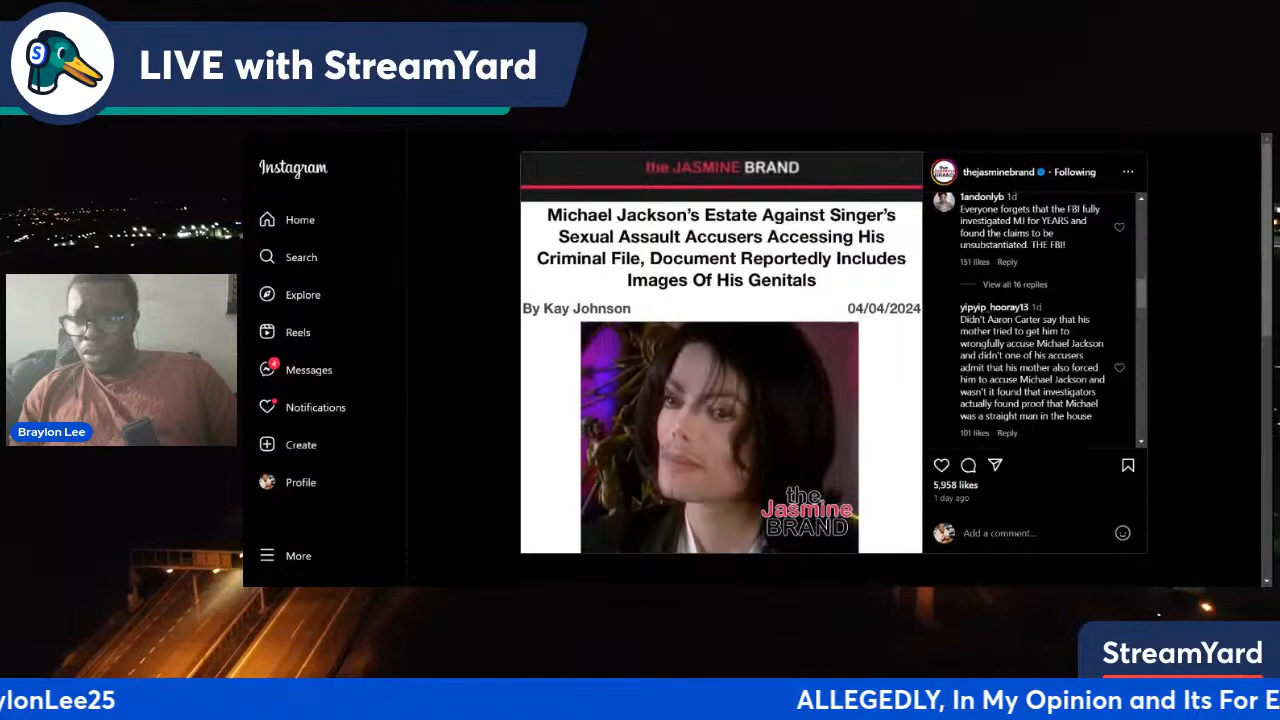 S
LIVE with StreamYard
Instagram
Home
Search
Explore
Reels
4
Messages
Notifications
Create
Profile
More
the JASMINE BRAND
Michael Jackson's Estate Against Singer's
Sexual Assault Accusers Accessing His
Criminal File, Document Reportedly Includes
Images Of His Genitals
By Kay Johnson 04/04/2024
the
Jasmine
BRAND
thejasminebrand • Following
1andonlyb 1d
Everyone forgets that the FBI fully
investigated MJ for YEARS and
found the claims to be
unsubstantiated. THE FBI!
151 likes Reply
View all 16 replies
yipyip_hooray13 1d
Didn't Aaron Carter say that his
mother tried to get him to
wrongfully accuse Michael Jackson
and didn't one of his accusers
admit that his mother also forced
him to accuse Michael Jackson and
wasn't it found that investigators
actually found proof that Michael
was a straight man in the house
101 likes Reply
5,958 likes
1 day ago
Add a comment...
Braylon Lee
StreamYard
ylonLee25
ALLEGEDLY, In My Opinion and Its For E